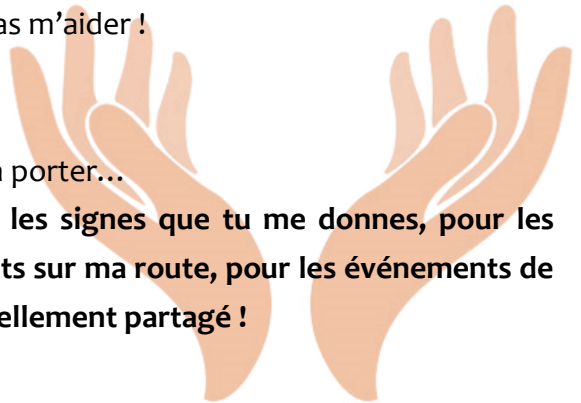 as m’aider !
porter…
les signes que tu me donnes, pour les
ts sur ma route, pour les événements de
ellement partagé !